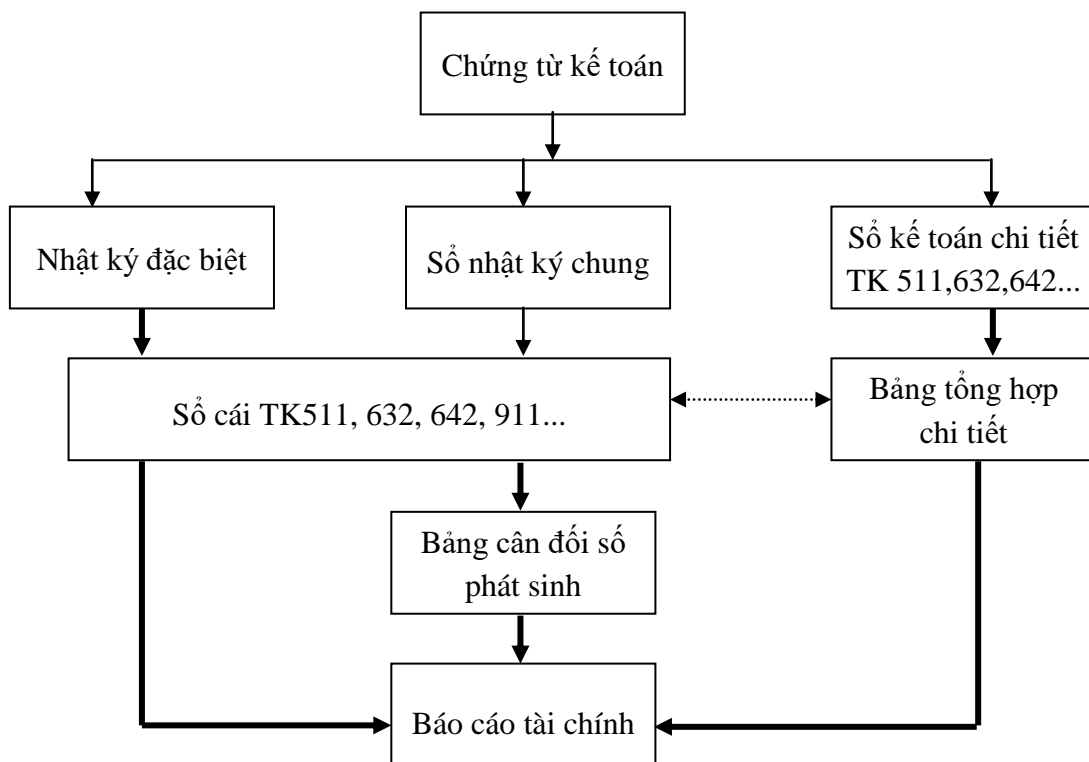 Chứng từ kế toán
Nhật ký đặc biệt
Sổ nhật ký chung
Sổ kế toán chi tiết
TK 511,632,642...
Sổ cái TK511, 632, 642, 911...
Bảng tổng hợp
chi tiết
Bảng cân đối số
phát sinh
Báo cáo tài chính